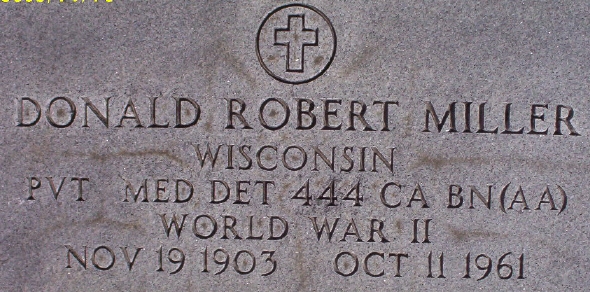 DONALD ROBERT MILLER
WISCONSIN
PVT MED DET 444 CA BN(AA)
WORLD WAR II
NOV 19 1903 OCT 11 1961